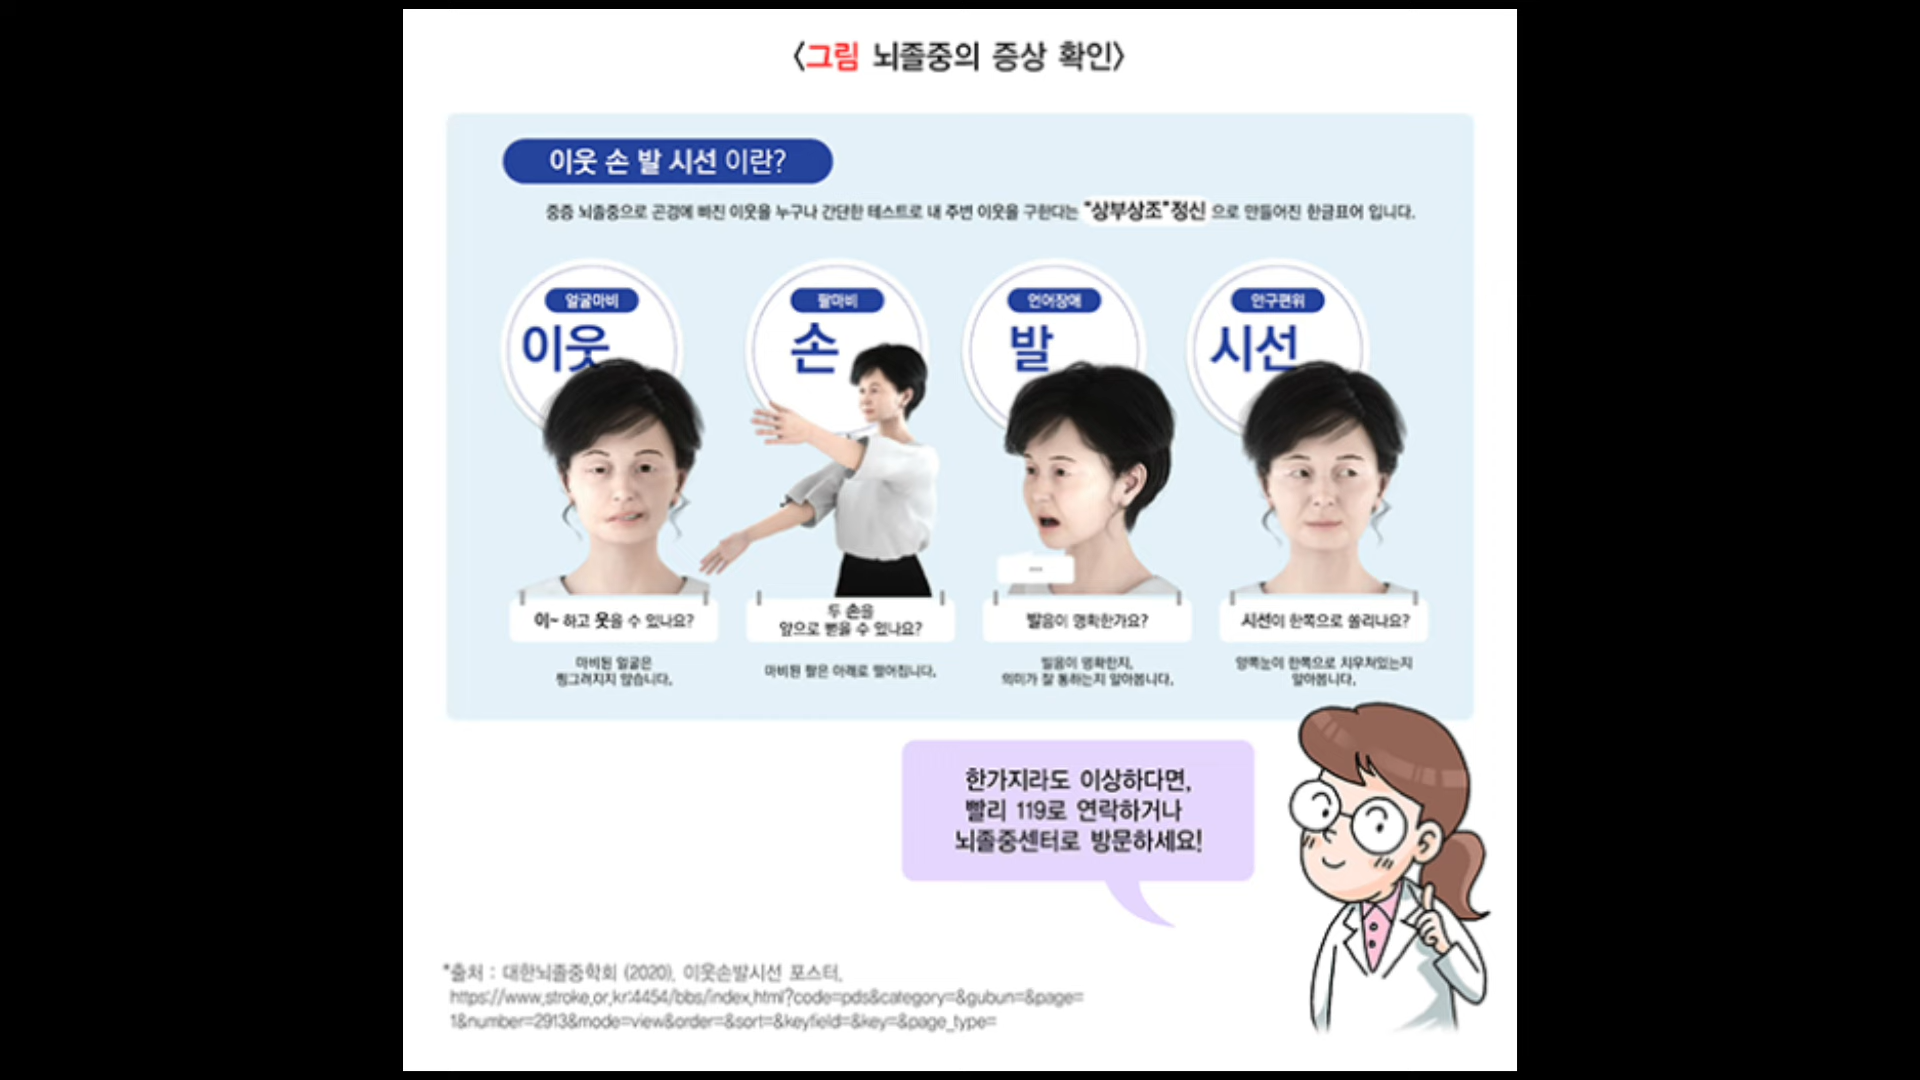 <그림 뇌졸중의 증상 확인>
이웃 손 발 시선 이란?
중증 뇌졸중으로 곤경에 빠진 이웃을 누구나 간단한 테스트로 내 주변 이웃을 구한다는 "상부상조"정신 으로 만들어진 한글표어 입니다.
얼굴마비
이웃
팔마비
손
언어장애
발
안구편위
시선
...
이~ 하고 웃을 수 있나요?
마비된 얼굴은
찡그려지지 않습니다.
두 손을
앞으로 뻗을 수 있나요?
마비된 팔은 아래로 떨어집니다.
발음이 명확한가요?
발음이 명확한지,
의미가 잘 통하는지 알아봅니다.
시선이 한쪽으로 쏠리나요?
양쪽눈이 한쪽으로 치우쳐있는지
알아봅니다.
한가지라도 이상하다면,
빨리 119로 연락하거나
뇌졸중센터로 방문하세요!
*출처 : 대한뇌졸중학회 (2020). 이웃손발시선 포스터.
https://www.stroke.or.kr:4454/bbs/index.html?code=pds&category=&gubun=&page=
1&number=2913&mode=view&order=&sort=&keyfield=&key=&page_type=